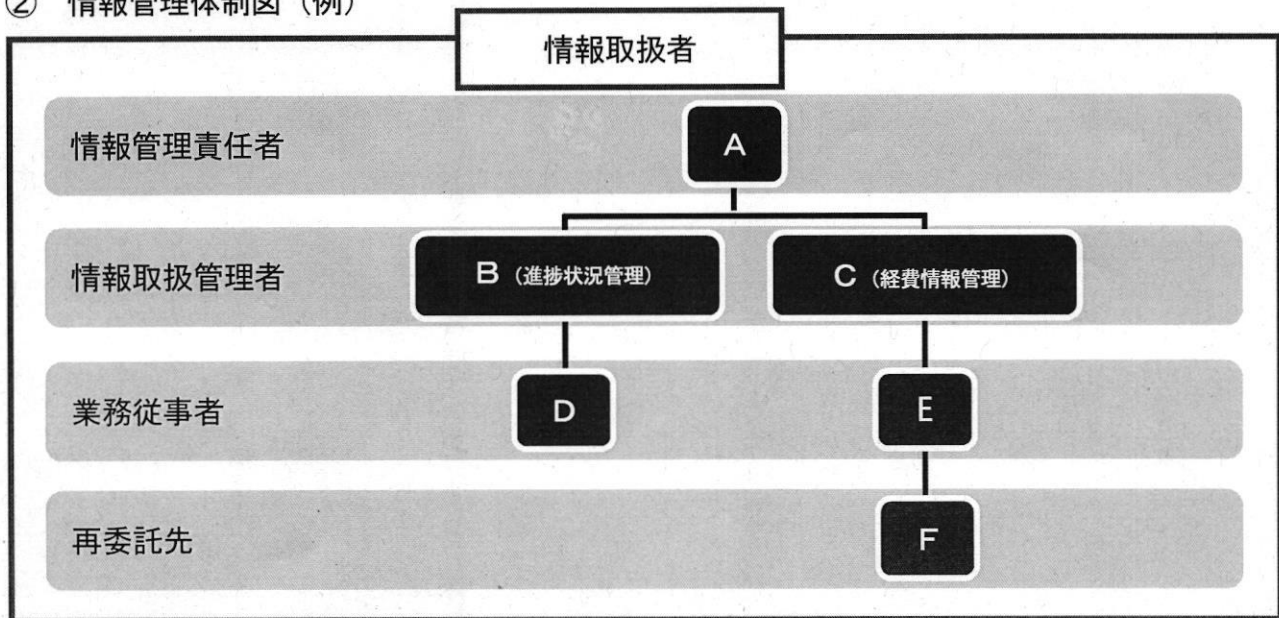 ② 情報管理体制図（例）
情報取扱者
情報管理責任者
A
情報取扱管理者
B（進捗状況管理）
C（経費情報管理）
業務従事者
D
E
再委託先
F